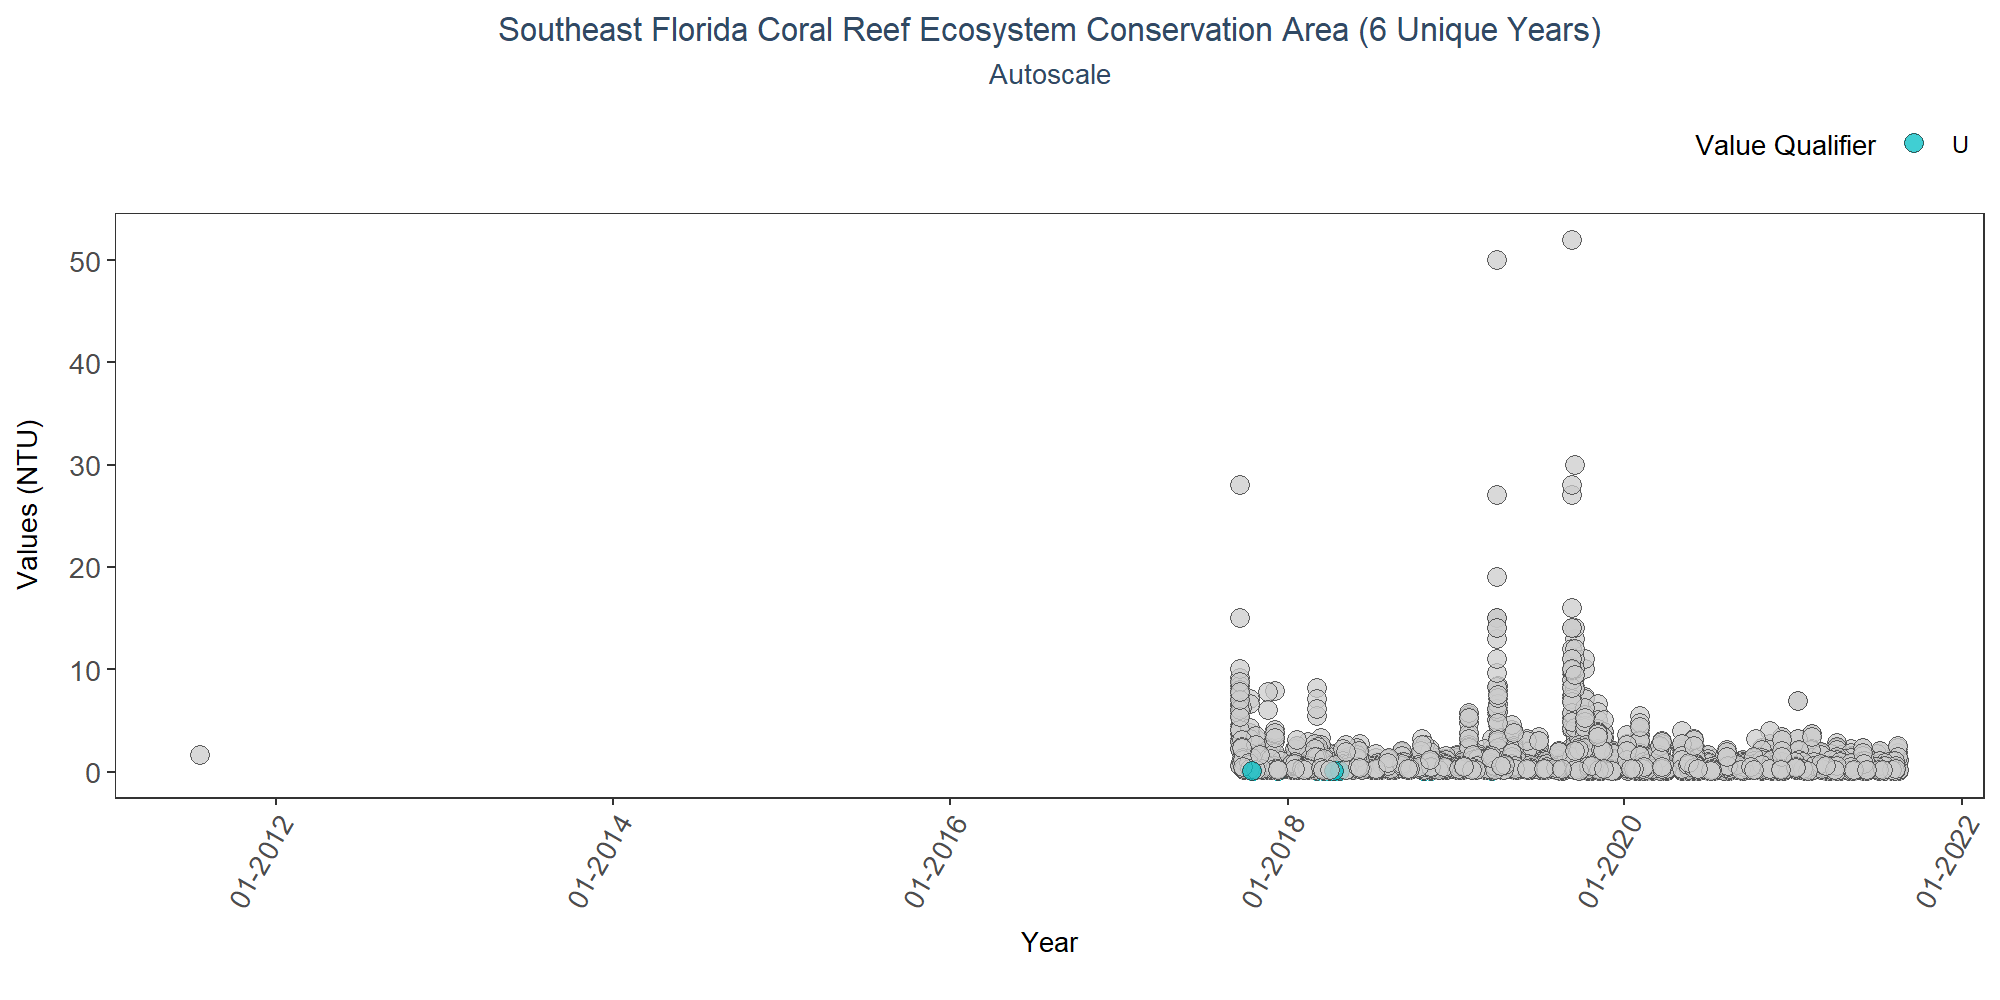 Southeast Florida Coral Reef Ecosystem Conservation Area (6 Unique Years)
Autoscale
Value Qualifier U
Values (NTU)
50
40
30
20
10
0
01-2012 01-2014 01-2016 01-2018 01-2020 01-2022
Year